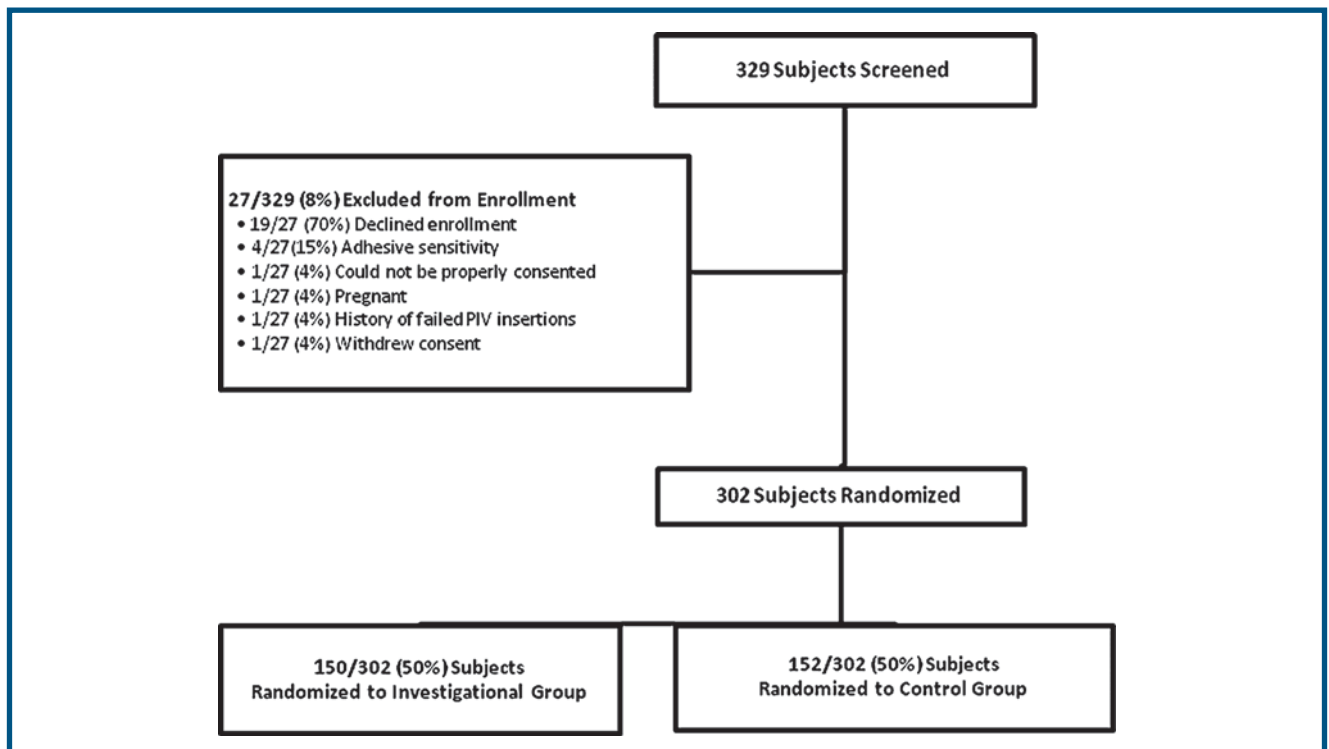 329 Subjects Screened
27/329 (8%) Excluded from Enrollment
• 19/27 (70%) Declined enrollment
• 4/27(15%) Adhesive sensitivity
• 1/27 (4%) Could not be properly consented
• 1/27 (4%) Pregnant
• 1/27 (4%) History of failed PIV insertions
• 1/27 (4%) Withdrew consent
302 Subjects Randomized
150/302 (50%) Subjects
Randomized to Investigational Group
152/302 (50%) Subjects
Randomized to Control Group